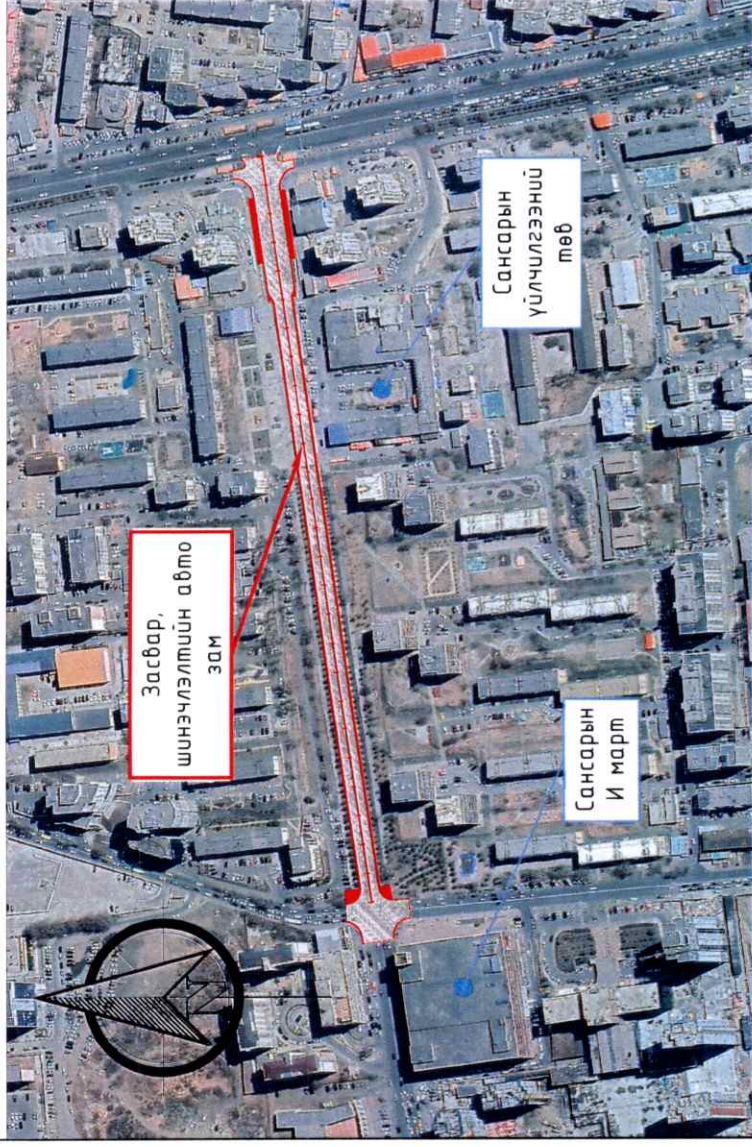 Засвар,
шинэчлэлтийн авто
зам
Сансарын
үйлчилгээний
төв
Сансарын
И март